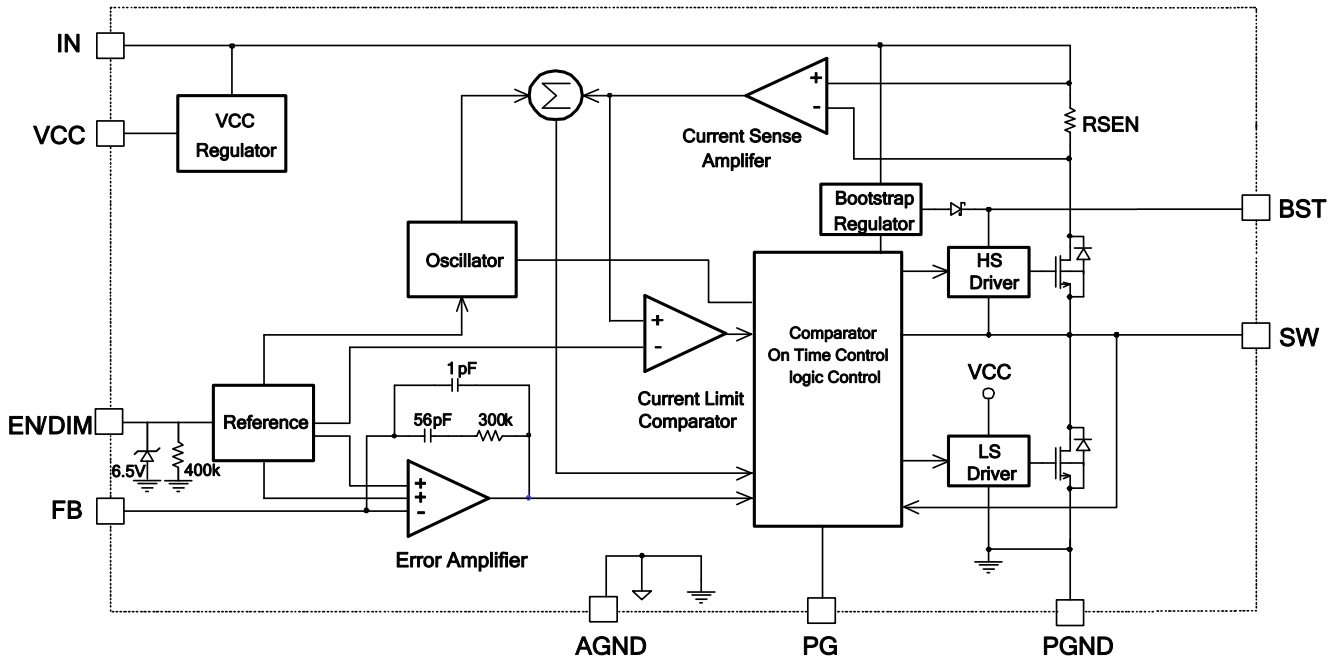 IN
VCC
VCC
Regulator
Σ
+
-
Current Sense
Amplifer
RSEN
Bootstrap
Regulator
BST
Oscillator
HS
Driver
+
-
Comparator
On Time Control
logic Control
SW
VCC
1pF
Current Limit
Comparator
EN/DIM
Reference
56pF
300k
6.5V
400k
LS
Driver
FB
+
+
-
Error Amplifier
AGND
PG
PGND